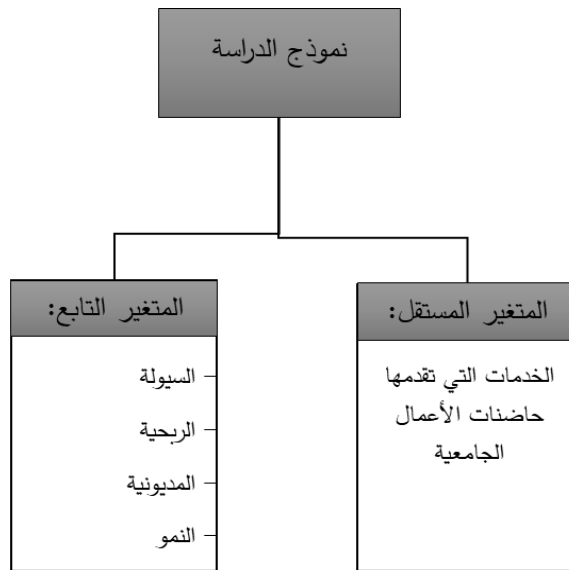 نموذج الدراسة
المتغير المستقل:
الخدمات التي تقدمها
حاضنات الأعمال
الجامعية
المتغير التابع:
- السيولة
- الربحية
- المديونية
- النمو